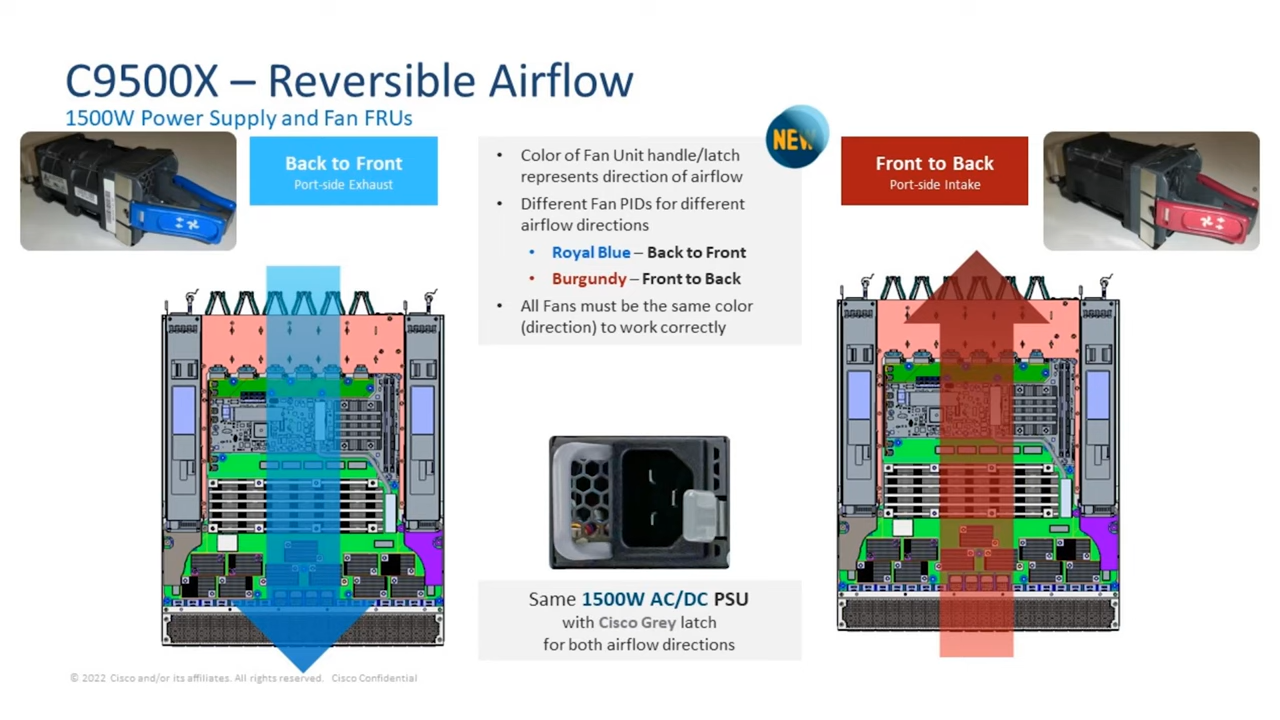 C9500X – Reversible Airflow
1500W Power Supply and Fan FRUs
Back to Front
Port-side Exhaust
• Color of Fan Unit handle/latch
represents direction of airflow
• Different Fan PIDs for different
airflow directions
• Royal Blue – Back to Front
• Burgundy – Front to Back
• All Fans must be the same color
(direction) to work correctly
NEW
Front to Back
Port-side Intake
Same 1500W AC/DC PSU
with Cisco Grey latch
for both airflow directions
© 2022 Cisco and/or its affiliates. All rights reserved. Cisco Confidential